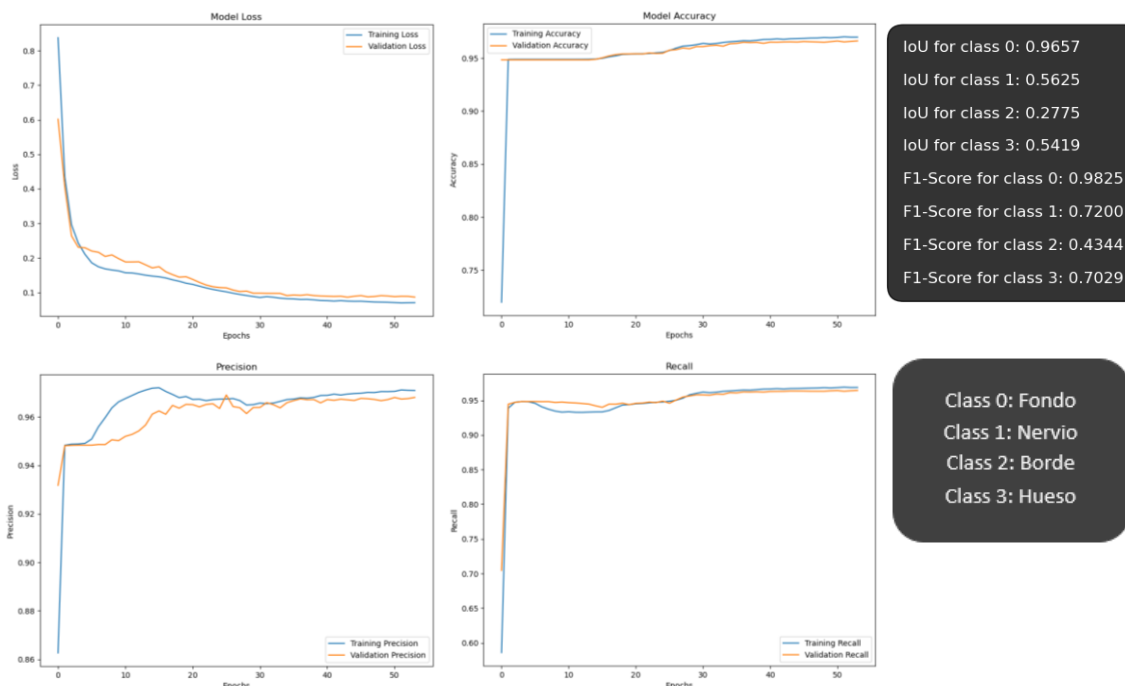 Model Loss
Training Loss
Validation Loss
0.8
0.7
0.6
0.5
0.4
0.3
0.2
0.1
Loss
0 10 20 30 40 50
Epochs
Model Accuracy
Training Accuracy
Validation Accuracy
0.95
0.90
0.85
0.80
0.75
Accuracy
0 10 20 30 40 50
Epochs
IoU for class 0: 0.9657
IoU for class 1: 0.5625
IoU for class 2: 0.2775
IoU for class 3: 0.5419
F1-Score for class 0: 0.9825
F1-Score for class 1: 0.7200
F1-Score for class 2: 0.4344
F1-Score for class 3: 0.7029
Precision
0.96
0.94
0.92
0.90
0.88
0.86
Precision
Training Precision
Validation Precision
0 10 20 30 40 50
Epochs
Recall
0.95
0.90
0.85
0.80
0.75
0.70
0.65
0.60
Recall
Training Recall
Validation Recall
0 10 20 30 40 50
Epochs
Class 0: Fondo
Class 1: Nervio
Class 2: Borde
Class 3: Hueso